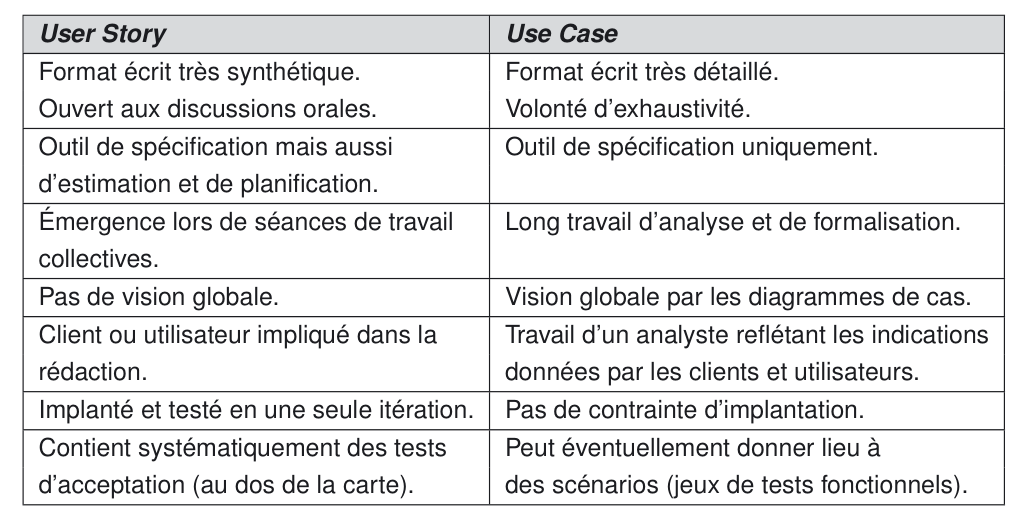 User Story
Use Case
Format écrit très synthétique.
Ouvert aux discussions orales.
Format écrit très détaillé.
Volonté d'exhaustivité.
Outil de spécification mais aussi
d'estimation et de planification.
Outil de spécification uniquement.
Émergence lors de séances de travail
collectives.
Long travail d'analyse et de formalisation.
Pas de vision globale.
Vision globale par les diagrammes de cas.
Client ou utilisateur impliqué dans la
rédaction.
Travail d'un analyste reflétant les indications
données par les clients et utilisateurs.
Implanté et testé en une seule itération.
Pas de contrainte d'implantation.
Contient systématiquement des tests
d'acceptation (au dos de la carte).
Peut éventuellement donner lieu à
des scénarios (jeux de tests fonctionnels).